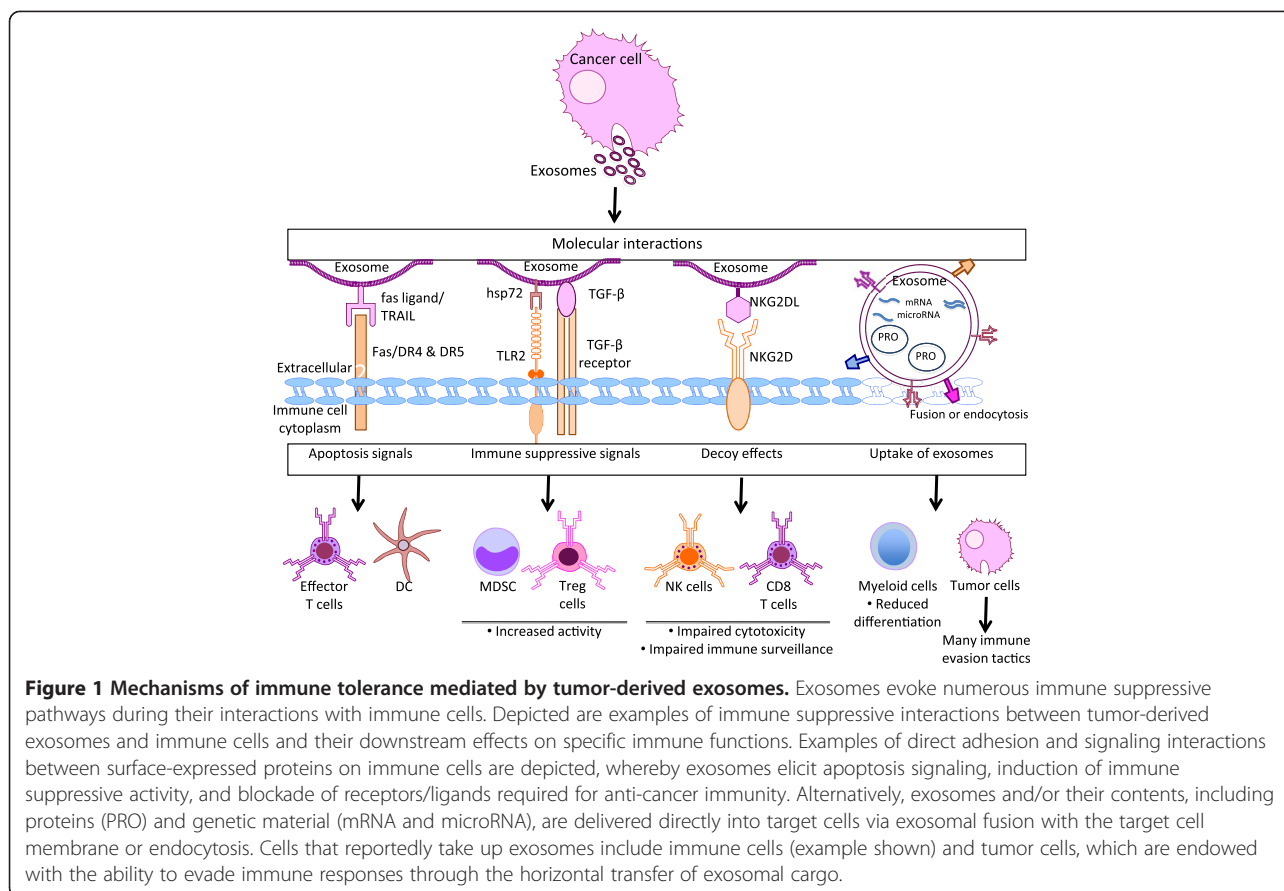 Cancer cell
Exosomes
Molecular interactions
Exosome
fas ligand/
TRAIL
Fas/DR4 & DR5
Exosome
hsp72
TGF-β
TLR2
TGF-β
receptor
Exosome
NKG2DL
NKG2D
Exosome
mRNA
microRNA
PRO
PRO
Fusion or endocytosis
Extracellular
Immune cell
cytoplasm
Apoptosis signals
Immune suppressive signals
Decoy effects
Uptake of exosomes
Effector
T cells
DC
MDSC
Treg
cells
• Increased activity
NK cells
CD8
T cells
• Impaired cytotoxicity
• Impaired immune surveillance
Myeloid cells
• Reduced
differentiation
Tumor cells
Many immune
evasion tactics
Figure 1 Mechanisms of immune tolerance mediated by tumor-derived exosomes. Exosomes evoke numerous immune suppressive
pathways during their interactions with immune cells. Depicted are examples of immune suppressive interactions between tumor-derived
exosomes and immune cells and their downstream effects on specific immune functions. Examples of direct adhesion and signaling interactions
between surface-expressed proteins on immune cells are depicted, whereby exosomes elicit apoptosis signaling, induction of immune
suppressive activity, and blockade of receptors/ligands required for anti-cancer immunity. Alternatively, exosomes and/or their contents, including
proteins (PRO) and genetic material (mRNA and microRNA), are delivered directly into target cells via exosomal fusion with the target cell
membrane or endocytosis. Cells that reportedly take up exosomes include immune cells (example shown) and tumor cells, which are endowed
with the ability to evade immune responses through the horizontal transfer of exosomal cargo.